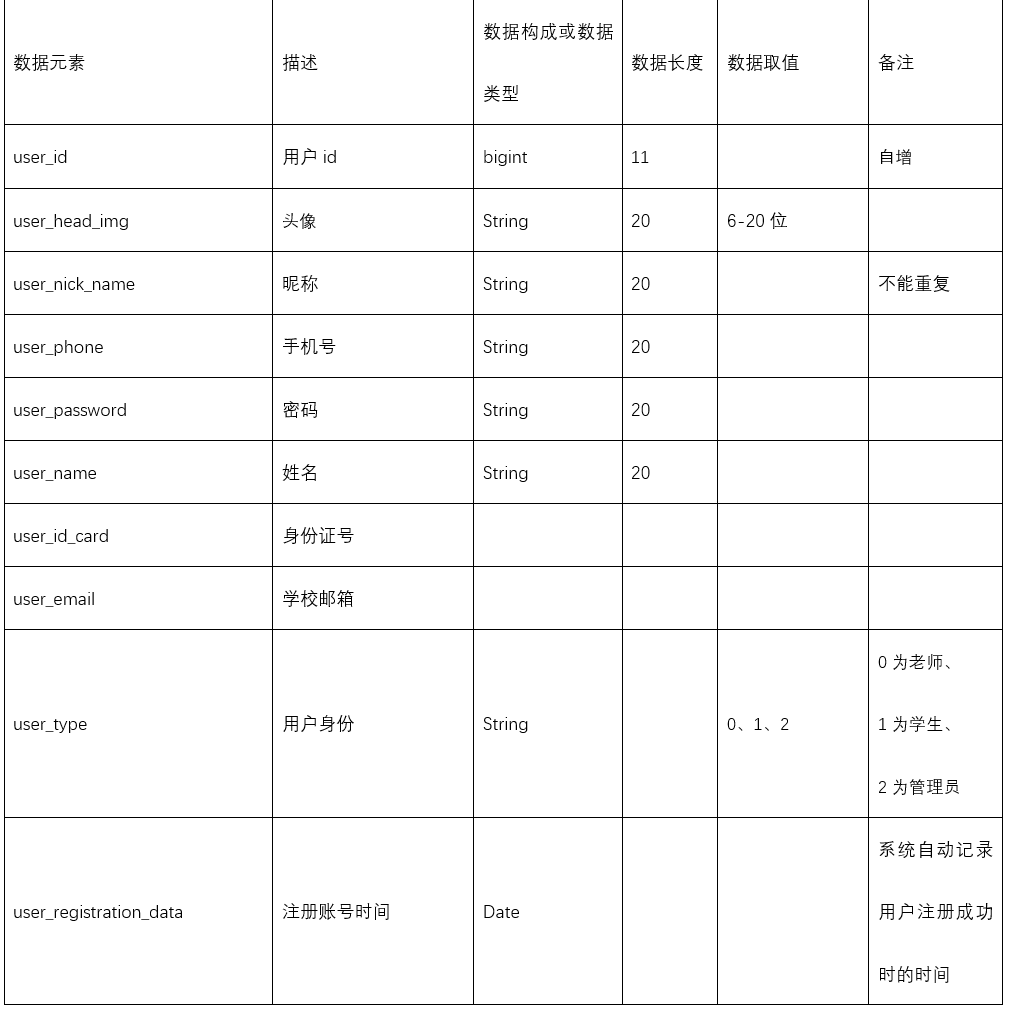 数据元素 描述 数据构成或数据类型 数据长度 数据取值 备注
user_id 用户 id bigint 11 自增
user_head_img 头像 String 20 6-20 位
user_nick_name 昵称 String 20 不能重复
user_phone 手机号 String 20
user_password 密码 String 20
user_name 姓名 String 20
user_id_card 身份证号
user_email 学校邮箱
user_type 用户身份 String 0、1、2 0 为老师、
1 为学生、
2 为管理员
user_registration_data 注册账号时间 Date 系统自动记录
用户注册成功
时的时间